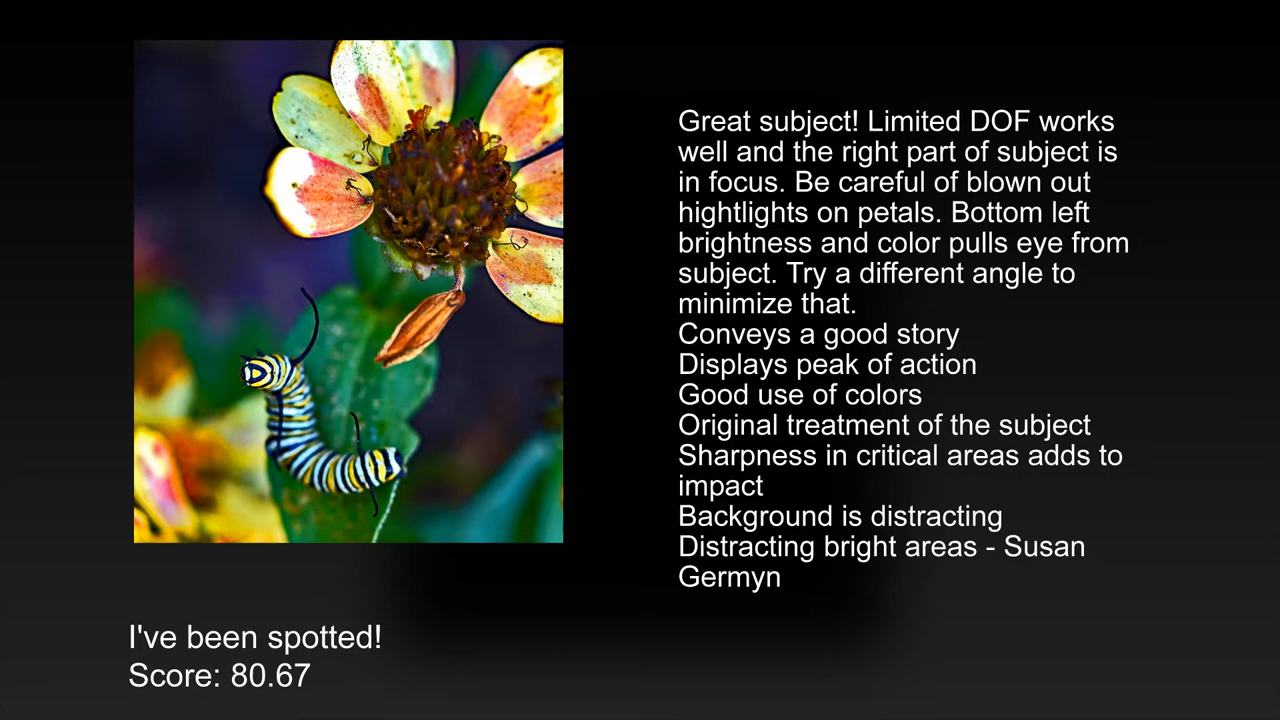 Great subject! Limited DOF works
well and the right part of subject is
in focus. Be careful of blown out
hightlights on petals. Bottom left
brightness and color pulls eye from
subject. Try a different angle to
minimize that.
Conveys a good story
Displays peak of action
Good use of colors
Original treatment of the subject
Sharpness in critical areas adds to
impact
Background is distracting
Distracting bright areas - Susan
Germyn
I've been spotted!
Score: 80.67